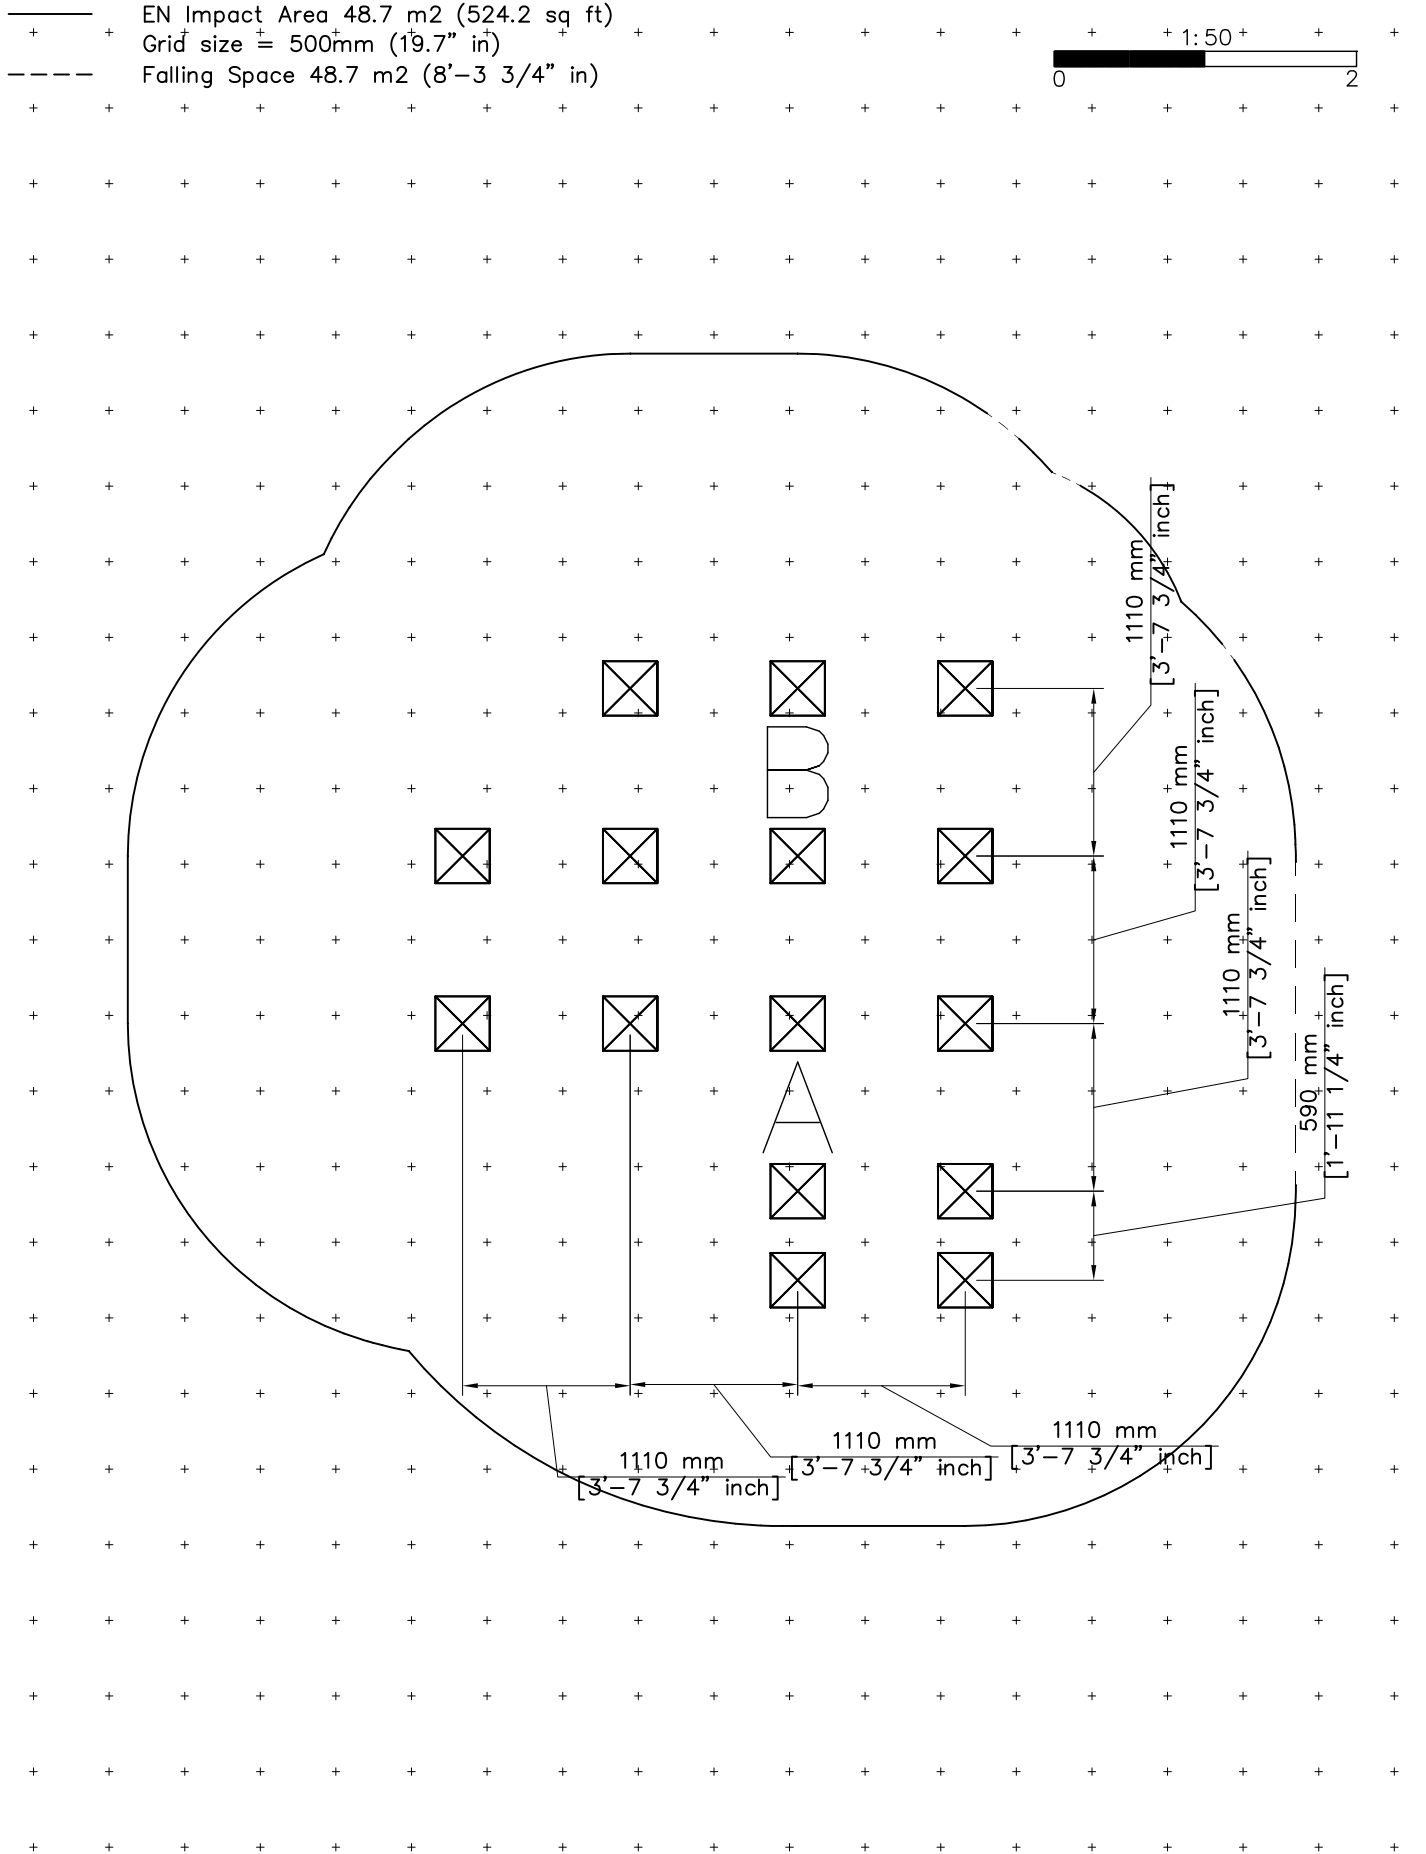 EN Impact Area 48.7 m2 (524.2 sq ft)
Grid size = 500mm (19.7" in)
Falling Space 48.7 m2 (8'-3 3/4" in)
1:50
0 2
1110 mm
[3'-7 3/4" inch]
1110 mm
[3'-7 3/4" inch]
1110 mm
[3'-7 3/4" inch]
590 mm
[1'-11 1/4" inch]
B
A
1110 mm
[3'-7 3/4" inch]
1110 mm
[3'-7 3/4" inch]
1110 mm
[3'-7 3/4" inch]